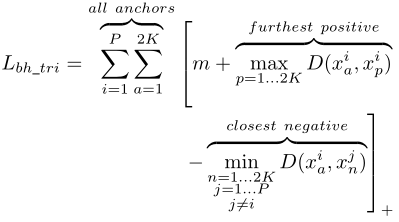 L_{bh\_tri} = \overbrace{\sum_{i=1}^{P} \sum_{a=1}^{2K}}^{all\ anchors} \Bigg[ m + \overbrace{\max_{p=1...2K} D(x_a^i, x_p^i)}^{furthest\ positive}
- \overbrace{\min_{\substack{n=1...2K \\ j=1...P \\ j \neq i}} D(x_a^i, x_n^j)}^{closest\ negative} \Bigg]_+